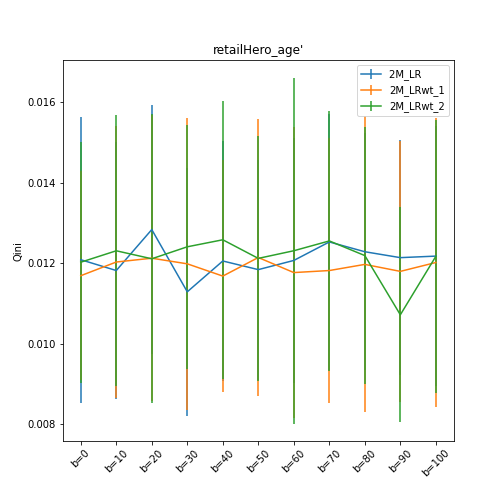 retailHero_age'
2M_LR
2M_LRwt_1
2M_LRwt_2
Qini
0.016
0.014
0.012
0.010
0.008
b=0 b=10 b=20 b=30 b=40 b=50 b=60 b=70 b=80 b=90 b=100